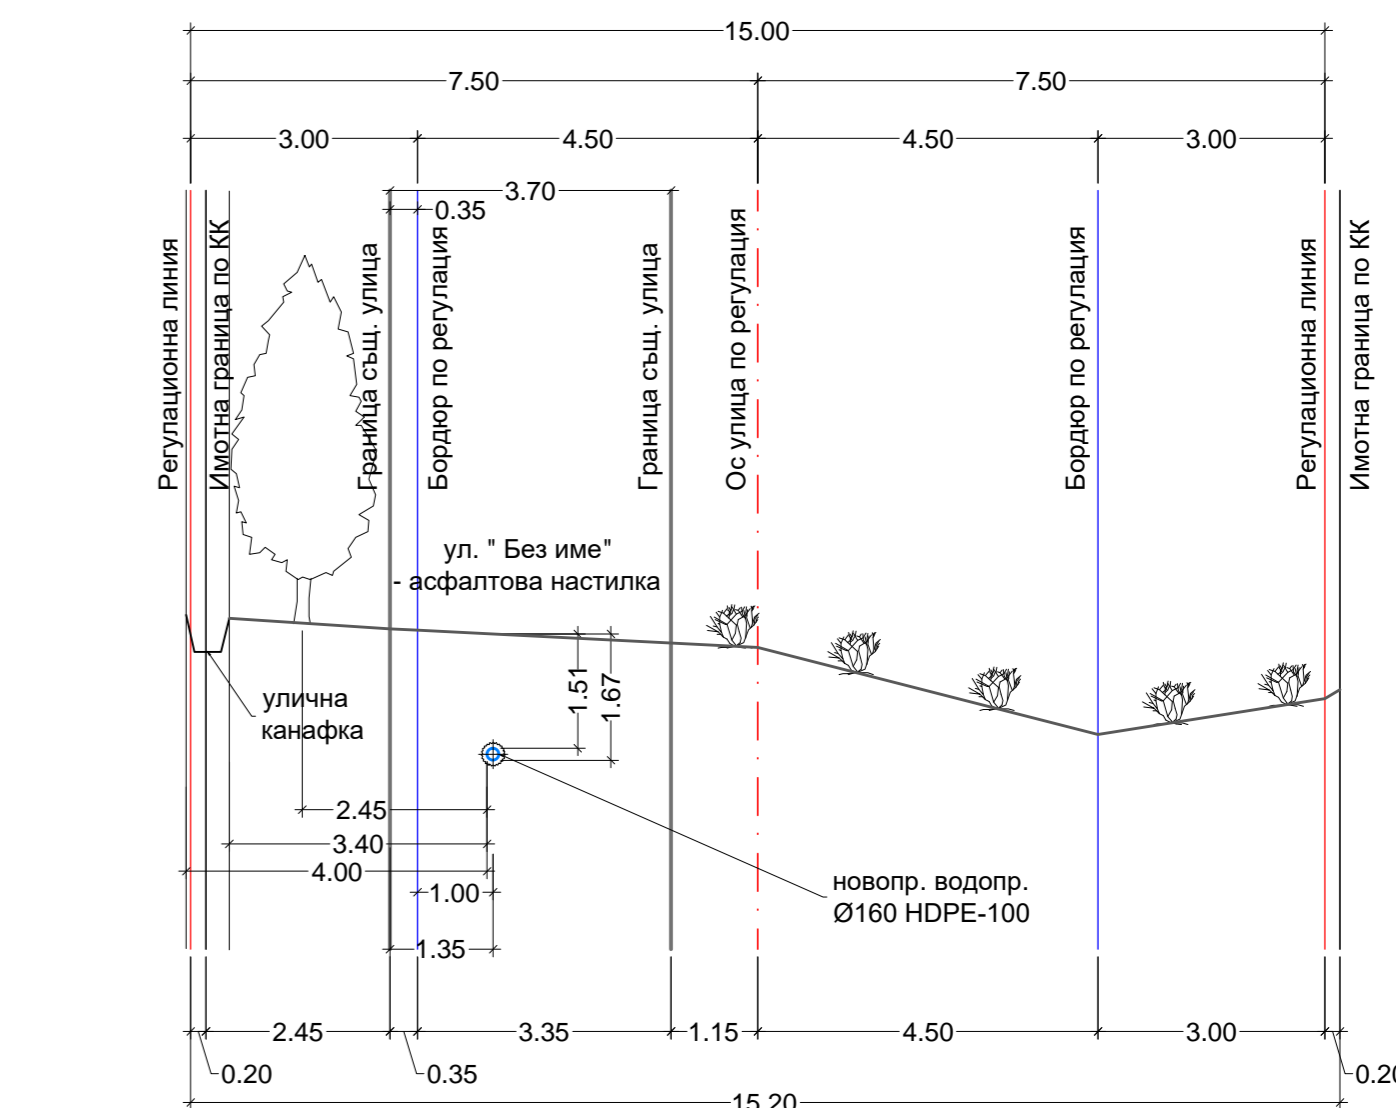 15.00
7.50
7.50
3.00
4.50
4.50
3.00
3.70
0.35
Регулационна линия
Имотна граница по КК
Граница същ. улица
Бордюр по регулация
Граница същ. улица
Ос улица по регулация
Бордюр по регулация
Регулационна линия
Имотна граница по КК
ул. " Без име"
- асфалтова настилка
1.51
1.67
улична
канафка
2.45
3.40
4.00
1.00
1.35
новопр. водопр.
Ø160 HDPE-100
2.45
3.35
1.15
4.50
3.00
0.20
0.35
0.20
15.20